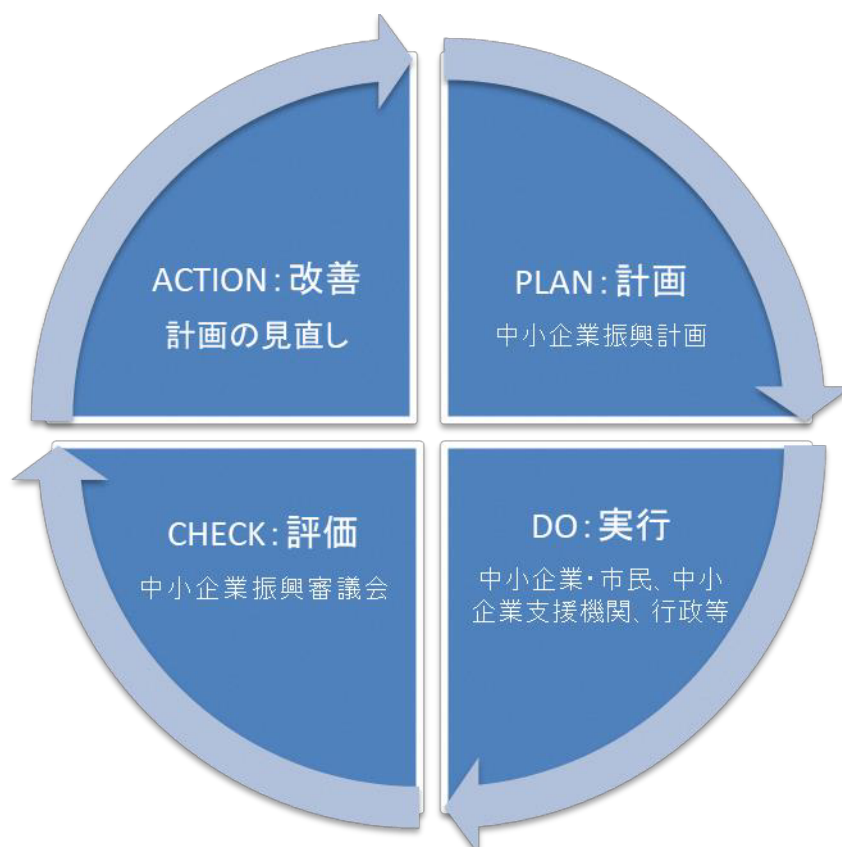 ACTION：改善
計画の見直し
PLAN：計画
中小企業振興計画
CHECK：評価
中小企業振興審議会
DO：実行
中小企業・市民、中小
企業支援機関、行政等